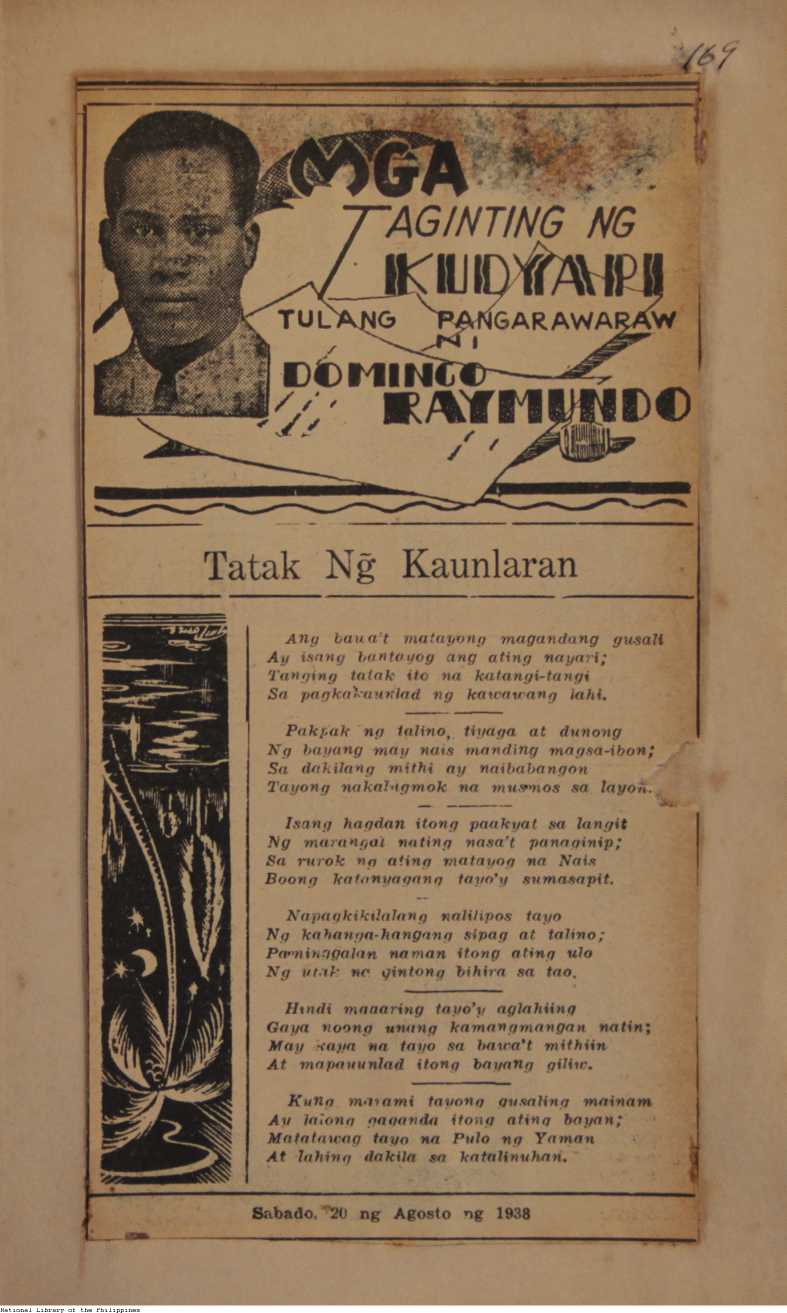 169
MGA
TAGINTING NG
KUDYAPI
TULANG PANGARAWARAW
NI
DOMINGO
RAYMUNDO
Tatak Ng̃ Kaunlaran
Ang bawa't matayong magandang gusali
Ay isang bantayog ang ating nayari;
Tanging tatak ito na katangi-tangi
Sa pagkakaunlad ng kawawang lahi.
Pakpak ng talino, tiyaga at dunong
Ng bayang may nais manding magsa-ibon;
Sa dakilang mithi ay naibabangon
Tayong nakalugmok na musmos sa layon.
Isang hagdan itong paakyat sa langit
Ng marangal nating nasa't panaginip;
Sa rurok ng ating matayog na Nais
Boong katanyagang tayo'y sumasapit.
Napagkikilalang nalilipos tayo
Ng kahanga-hangang sipag at talino;
Paminggalan naman itong ating ulo
Ng utak na gintong bihira sa tao.
Hindi maaaring tayo'y aglahiing
Gaya noong unang kamangmangan natin;
May kaya na tayo sa bawa't mithiin
At mapauunlad itong bayang giliw.
Kung marami tayong gusaling mainam
Ay lalong gaganda itong ating bayan;
Matatawag tayo na Pulo ng Yaman
At lahing dakila sa katalinuhan.
Sabado, 20 ng Agosto ng 1938
National Library of the Philippines